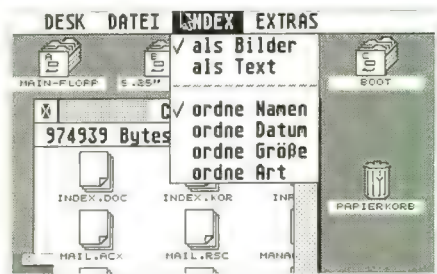 DESK DATEI INDEX EXTRAS
✓ als Bilder
als Text
✓ ordne Namen
ordne Datum
ordne Größe
ordne Art
A
MAIN-FLOPP
5.25"
BOOT
974939 Bytes
INDEX.DOC
INDEX.KOR
MAIL.ACX
MAIL.RSC
PAPIERKORB